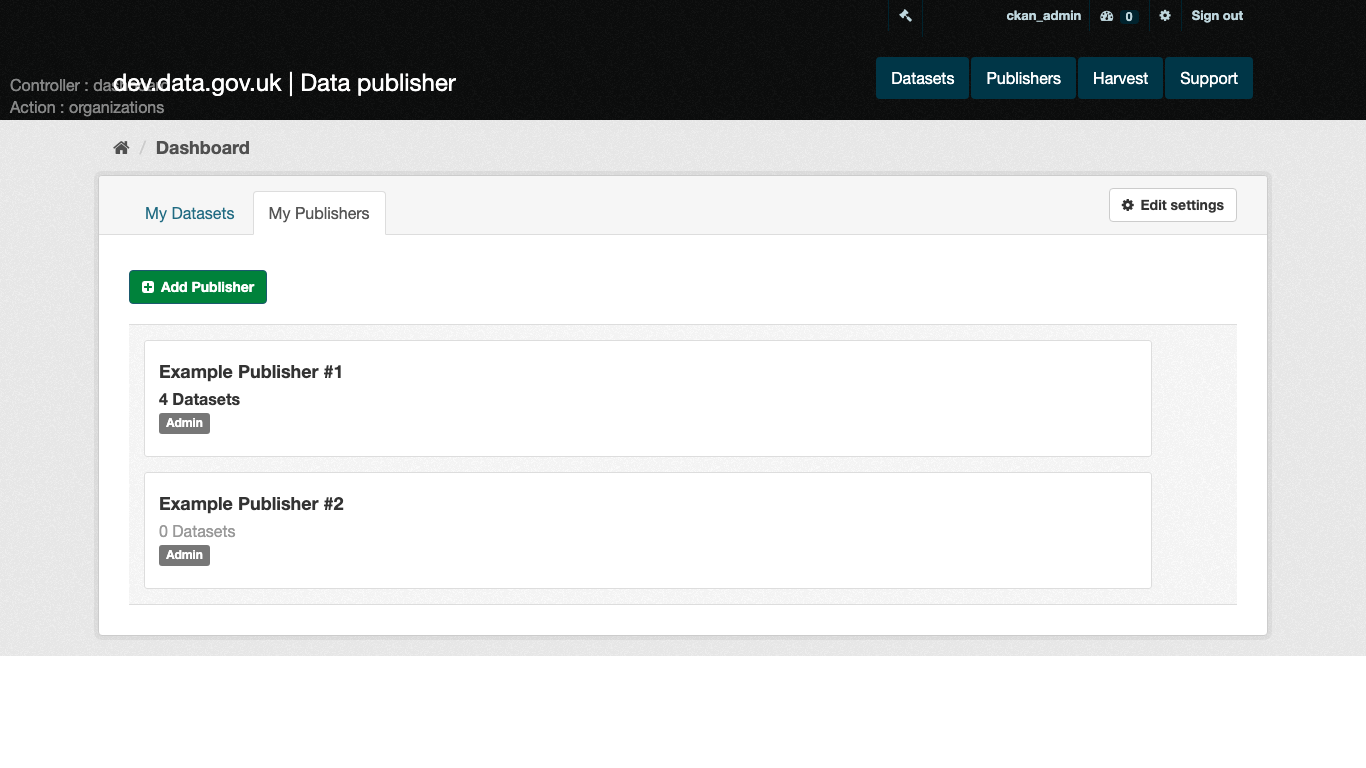 ckan_admin 0 Sign out
Controller : dashboard
dev.data.gov.uk | Data publisher
Action : organizations
Datasets Publishers Harvest Support
/ Dashboard
My Datasets My Publishers Edit settings
Add Publisher
Example Publisher #1
4 Datasets
Admin
Example Publisher #2
0 Datasets
Admin